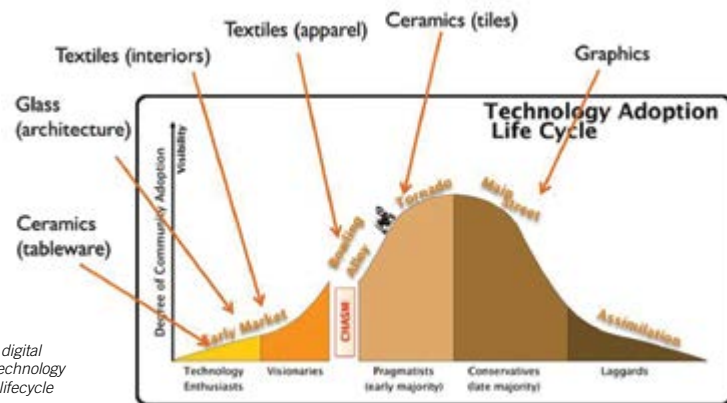 Textiles (apparel)
Ceramics (tiles)
Textiles (interiors)
Graphics
Glass
(architecture)
Technology Adoption
Life Cycle
Visibility
Degree of Community Adoption
Ceramics
(tableware)
Early Market
Bowling
Alley
Tornado
Main
Street
Assimilation
CHASM
digital
technology
lifecycle
Technology
Enthusiasts
Visionaries
Pragmatists
(early majority)
Conservatives
(late majority)
Laggards